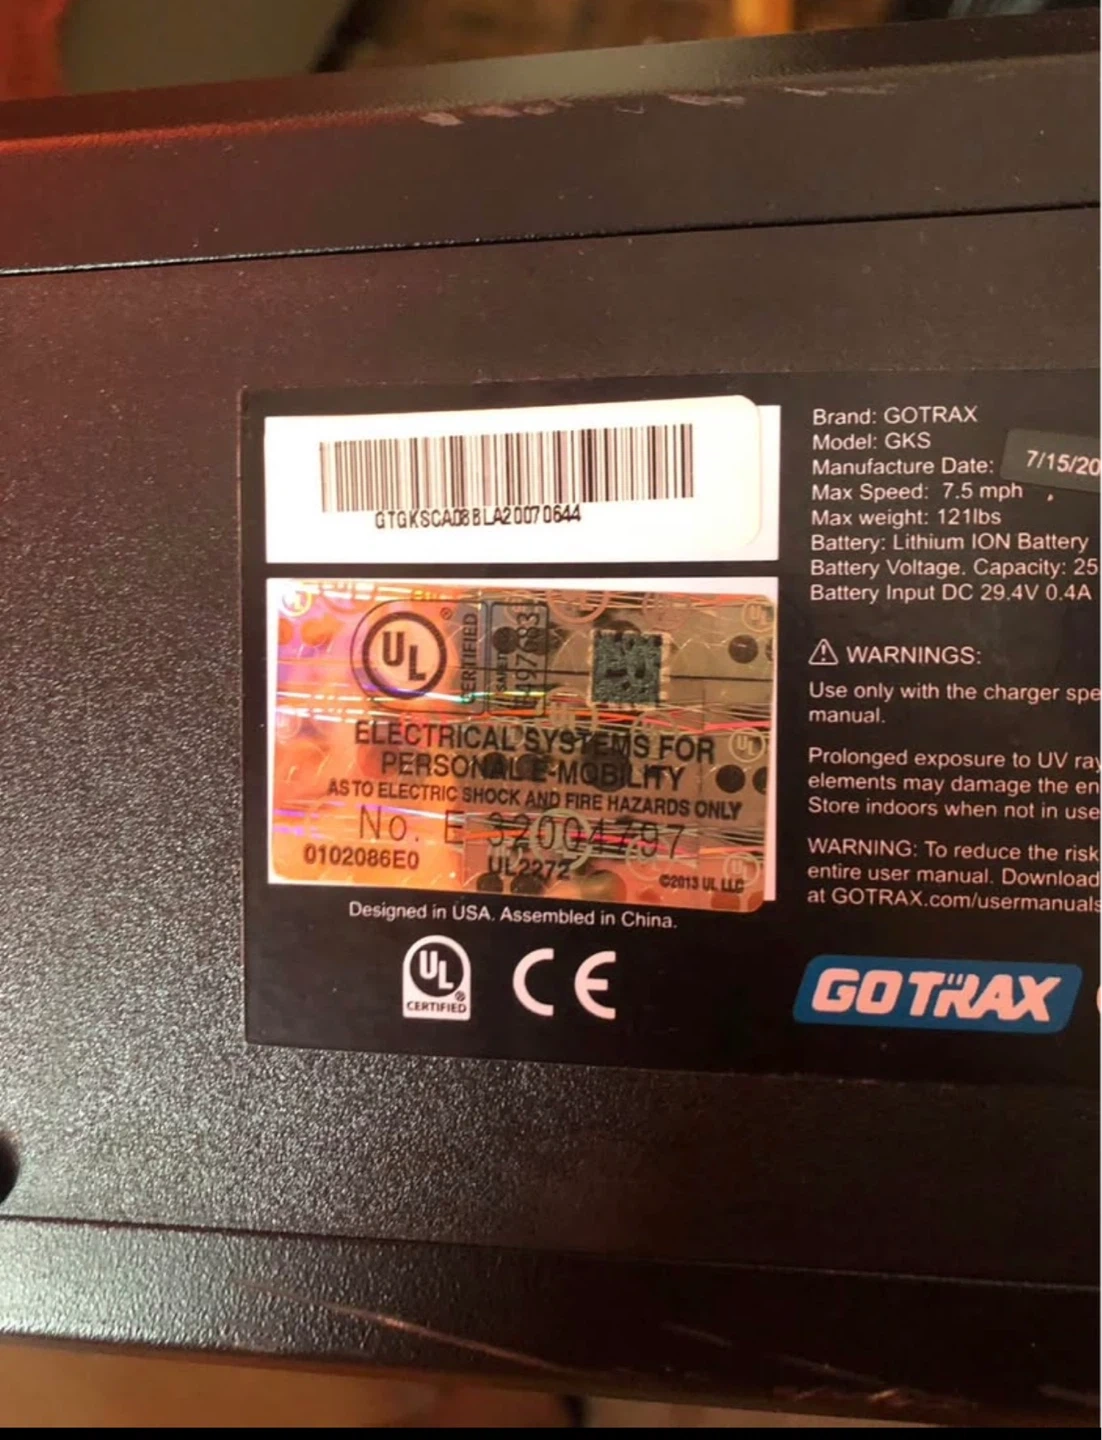 GTGKSCA08BLA20070644
UL
®
CERTIFIED
ELECTRICAL SYSTEMS FOR
PERSONAL E-MOBILITY
AS TO ELECTRIC SHOCK AND FIRE HAZARDS ONLY
No. E 32004797
0102086E0 UL2272 ©2013 UL LLC
Designed in USA. Assembled in China.
UL
®
CERTIFIED
CE
Brand: GOTRAX
Model: GKS
Manufacture Date: 7/15/20
Max Speed: 7.5 mph
Max weight: 121lbs
Battery: Lithium ION Battery
Battery Voltage. Capacity: 25
Battery Input DC 29.4V 0.4A
WARNINGS:
Use only with the charger spe
manual.
Prolonged exposure to UV ray
elements may damage the en
Store indoors when not in use
WARNING: To reduce the risk
entire user manual. Download
at GOTRAX.com/usermanuals
GOTRAX